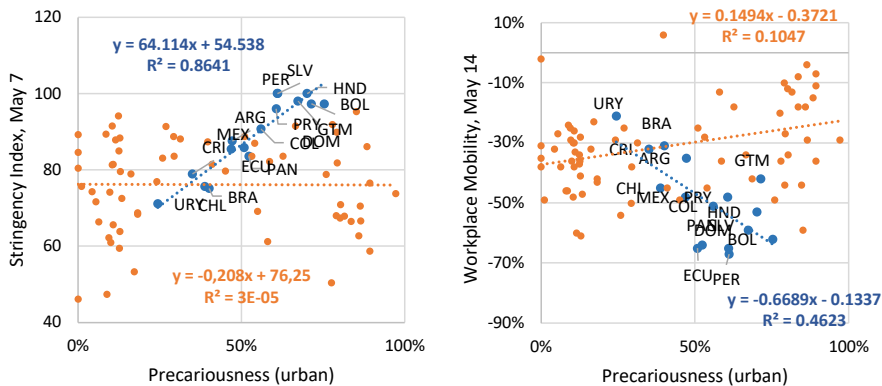 y = 64.114x + 54.538
R² = 0.8641
Stringency Index, May 7
120
100
80
60
40
SLV
PER
HND
BOL
ARG
PRY
GTM
MEX
COL
DOM
CRI
ECU
PAN
URY
CHL
BRA
y = -0,208x + 76,25
R² = 3E-05
0%
50%
100%
Precariousness (urban)
y = 0.1494x - 0.3721
R² = 0.1047
Workplace Mobility, May 14
10%
-10%
-30%
-50%
-70%
-90%
URY
BRA
CRI
ARG
GTM
CHL
MEX
COL
PRY
HND
PAN
SLV
DOM
BOL
ECU
PER
y = -0.6689x - 0.1337
R² = 0.4623
0%
50%
100%
Precariousness (urban)